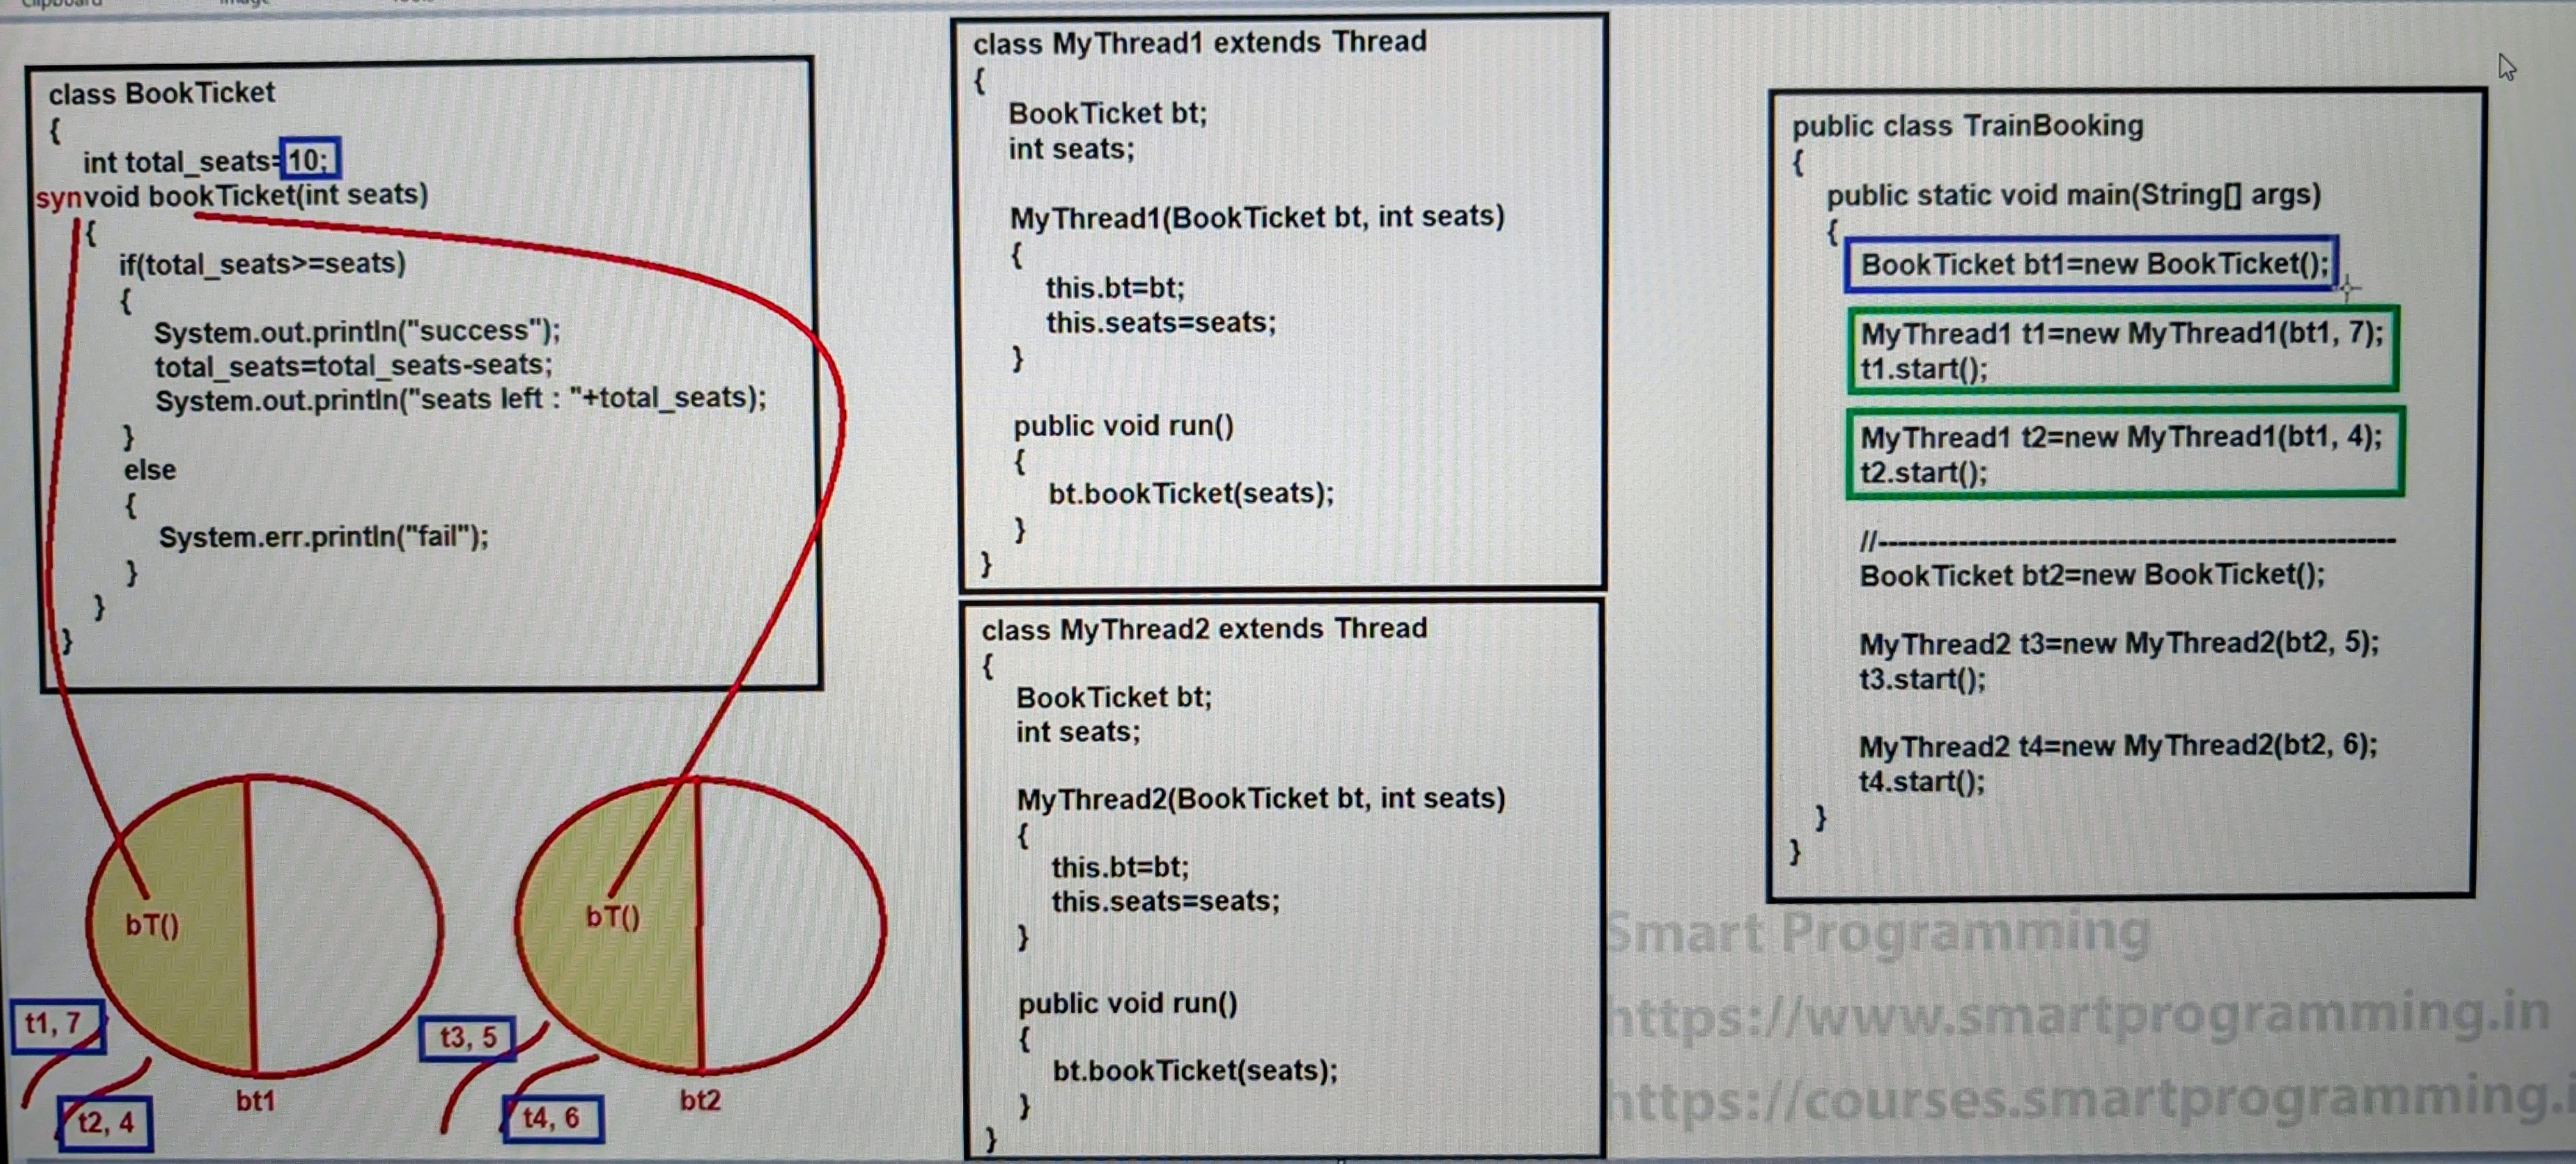 class BookTicket
{
int total_seats=10;
syn void bookTicket(int seats)
{
if(total_seats>=seats)
{
System.out.println("success");
total_seats=total_seats-seats;
System.out.println("seats left : "+total_seats);
}
else
{
System.err.println("fail");
}
}
}
bT()
t1, 7
t2, 4
bt1
bT()
t3, 5
t4, 6
bt2
class MyThread1 extends Thread
{
BookTicket bt;
int seats;
MyThread1(BookTicket bt, int seats)
{
this.bt=bt;
this.seats=seats;
}
public void run()
{
bt.bookTicket(seats);
}
}
class MyThread2 extends Thread
{
BookTicket bt;
int seats;
MyThread2(BookTicket bt, int seats)
{
this.bt=bt;
this.seats=seats;
}
public void run()
{
bt.bookTicket(seats);
}
}
public class TrainBooking
{
public static void main(String[] args)
{
BookTicket bt1=new BookTicket();
MyThread1 t1=new MyThread1(bt1, 7);
t1.start();
MyThread1 t2=new MyThread1(bt1, 4);
t2.start();
//----------------------------------------------------
BookTicket bt2=new BookTicket();
MyThread2 t3=new MyThread2(bt2, 5);
t3.start();
MyThread2 t4=new MyThread2(bt2, 6);
t4.start();
}
}
Smart Programming
https://www.smartprogramming.in
https://courses.smartprogramming.i